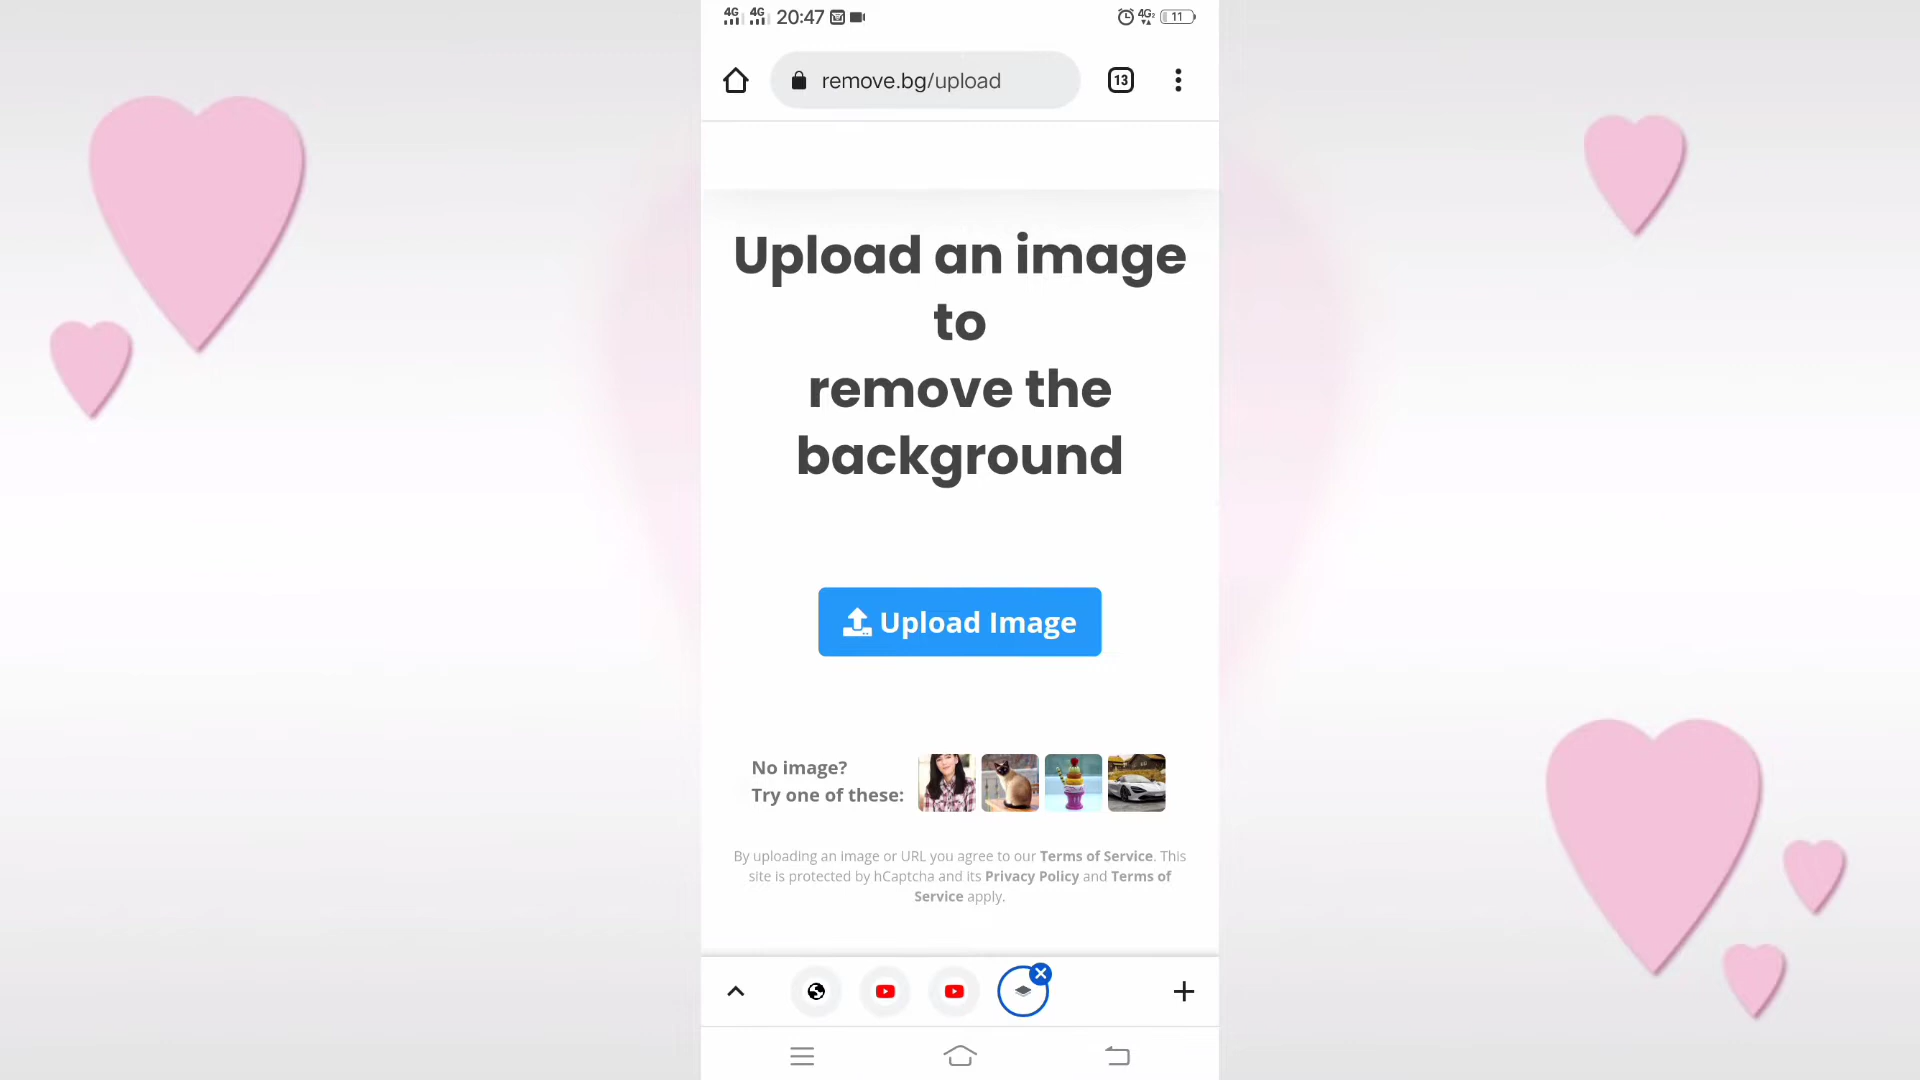 4G 4G 20:47 4G 11
remove.bg/upload 13
Upload an image
to
remove the
background
Upload Image
No image?
Try one of these:
By uploading an image or URL you agree to our Terms of Service. This
site is protected by hCaptcha and its Privacy Policy and Terms of
Service apply.